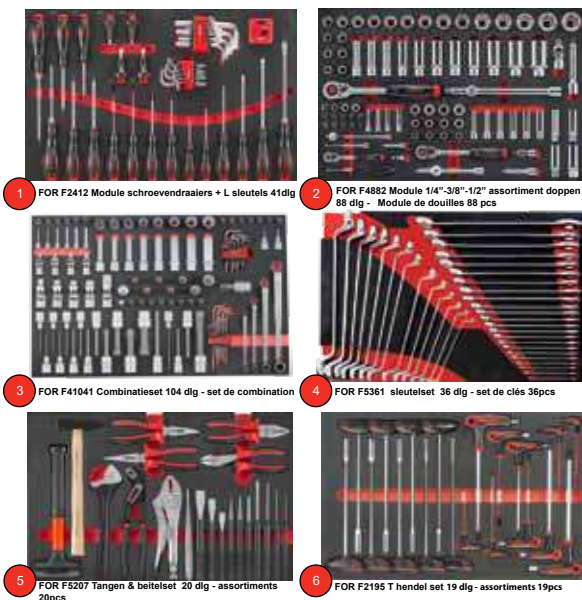 1 FOR F2412 Module schroevendraaiers + L sleutels 41dlg
2 FOR F4882 Module 1/4"-3/8"-1/2" assortiment doppen
88 dlg - Module de douilles 88 pcs
3 FOR F41041 Combinatieset 104 dlg - set de combination
4 FOR F5361 sleutelset 36 dlg - set de clés 36pcs
5 FOR F5207 Tangen & beitelset 20 dlg - assortiments
20pcs
6 FOR F2195 T hendel set 19 dlg - assortiments 19pcs